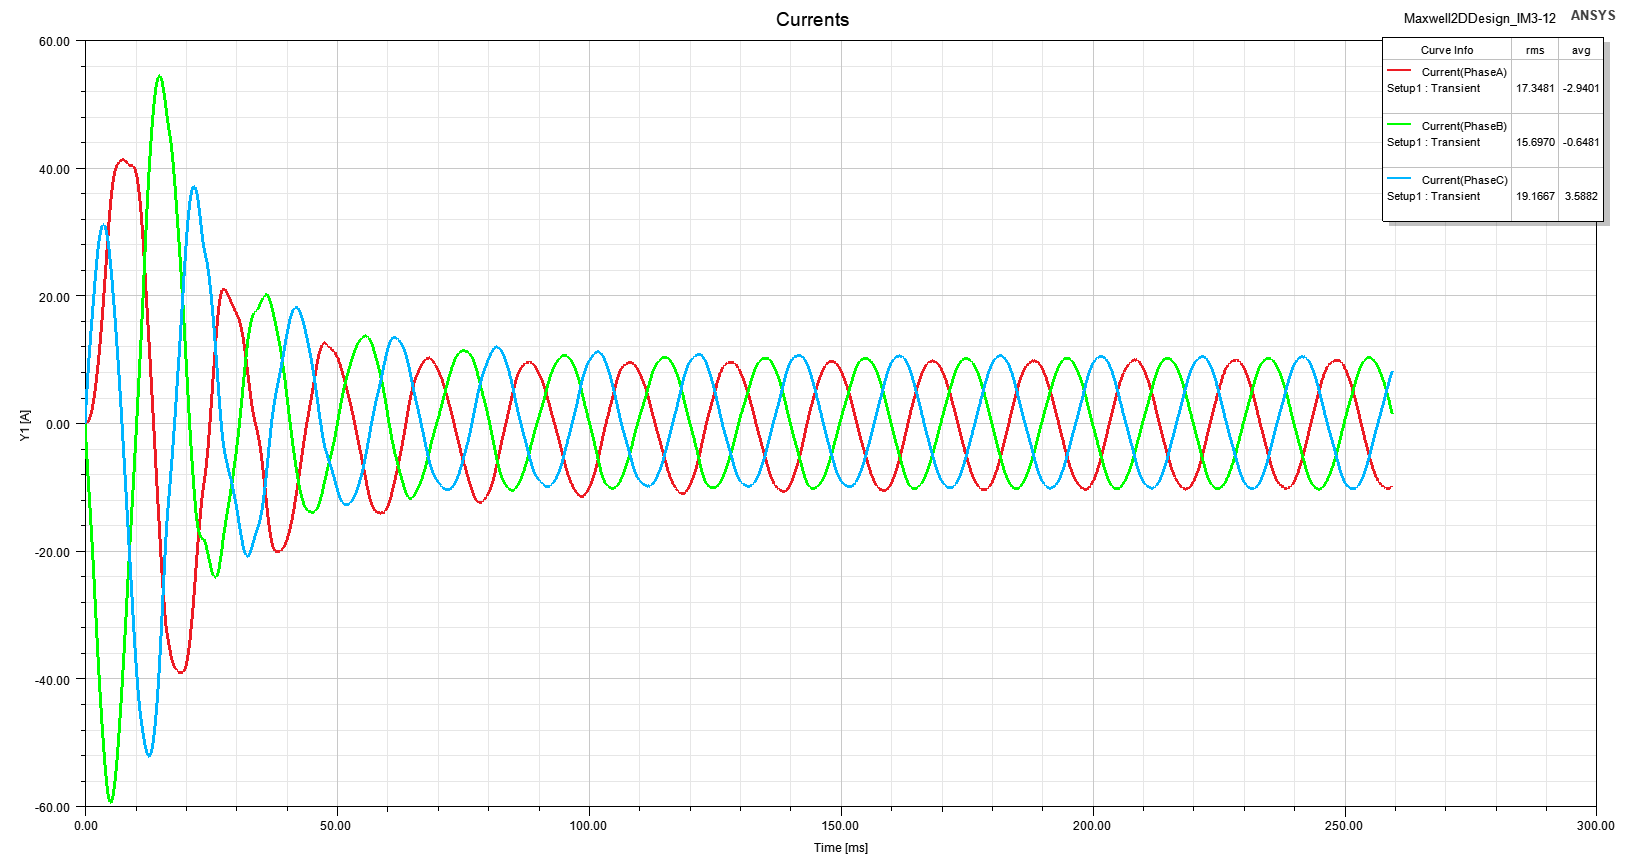 Currents
Maxwell2DDesign_IM3-12 ANSYS
Curve Info rms avg
Current(PhaseA)
Setup1 : Transient 17.3481 -2.9401
Current(PhaseB)
Setup1 : Transient 15.6970 -0.6481
Current(PhaseC)
Setup1 : Transient 19.1667 3.5882
60.00
40.00
20.00
0.00
-20.00
-40.00
-60.00
Y1 [A]
0.00 50.00 100.00 150.00 200.00 250.00 300.00
Time [ms]